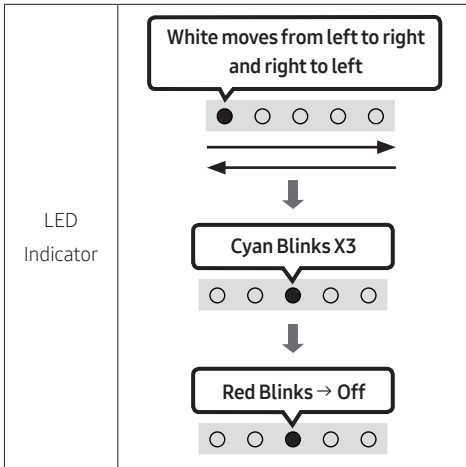 White moves from left to right
and right to left
LED
Indicator
Cyan Blinks X3
Red Blinks → Off